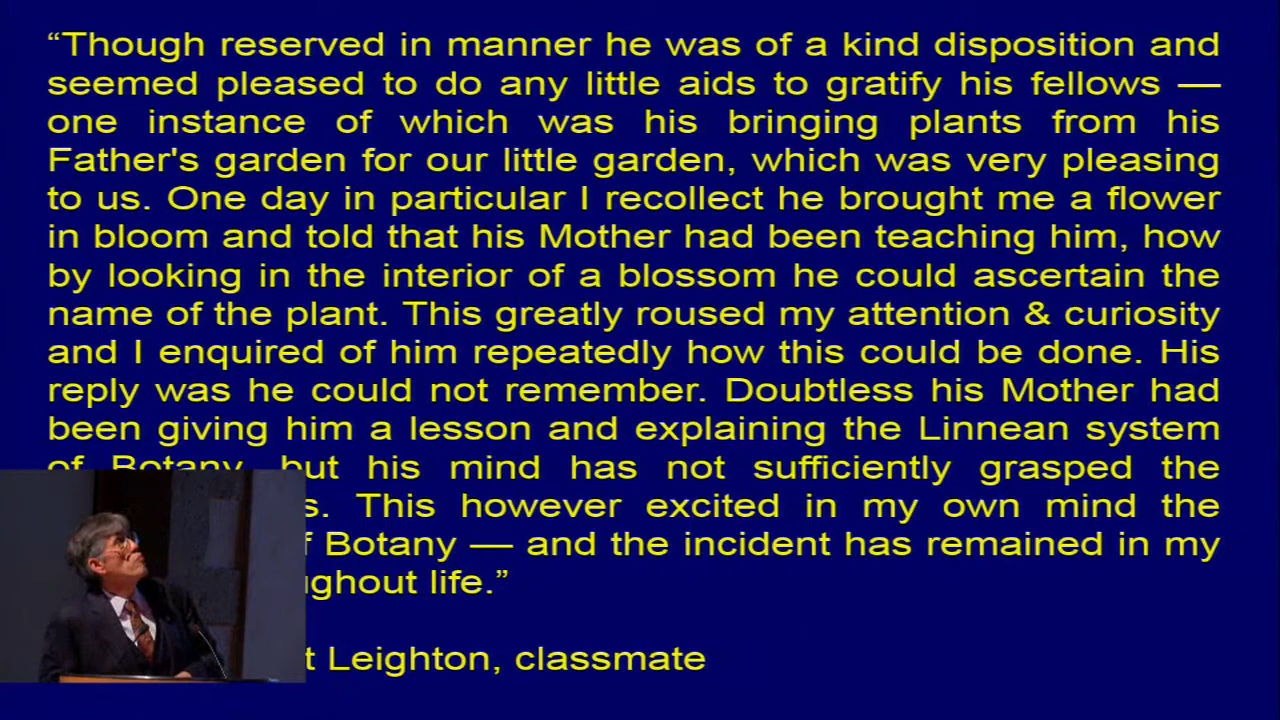 “Though reserved in manner he was of a kind disposition and
seemed pleased to do any little aids to gratify his fellows —
one instance of which was his bringing plants from his
Father's garden for our little garden, which was very pleasing
to us. One day in particular I recollect he brought me a flower
in bloom and told that his Mother had been teaching him, how
by looking in the interior of a blossom he could ascertain the
name of the plant. This greatly roused my attention & curiosity
and I enquired of him repeatedly how this could be done. His
reply was he could not remember. Doubtless his Mother had
been giving him a lesson and explaining the Linnean system
of Botany, but his mind has not sufficiently grasped the
This however excited in my own mind the
Botany — and the incident has remained in my
life.”
Leighton, classmate